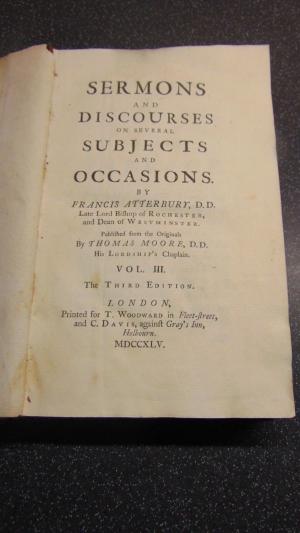 SERMONS
AND
DISCOURSES
ON SEVERAL
SUBJECTS
AND
OCCASIONS.
BY
FRANCIS ATTERBURY, D.D.
Late Lord Bishop of ROCHESTER,
and Dean of WESTMINSTER.
Published from the Originals
By THOMAS MOORE, D.D.
His LORDSHIP's Chaplain.
VOL. III.
The THIRD EDITION.
LONDON,
Printed for T. WOODWARD in Fleet-street,
and C. DAVIS, against Gray's Inn,
Holbourn.
MDCCXLV.